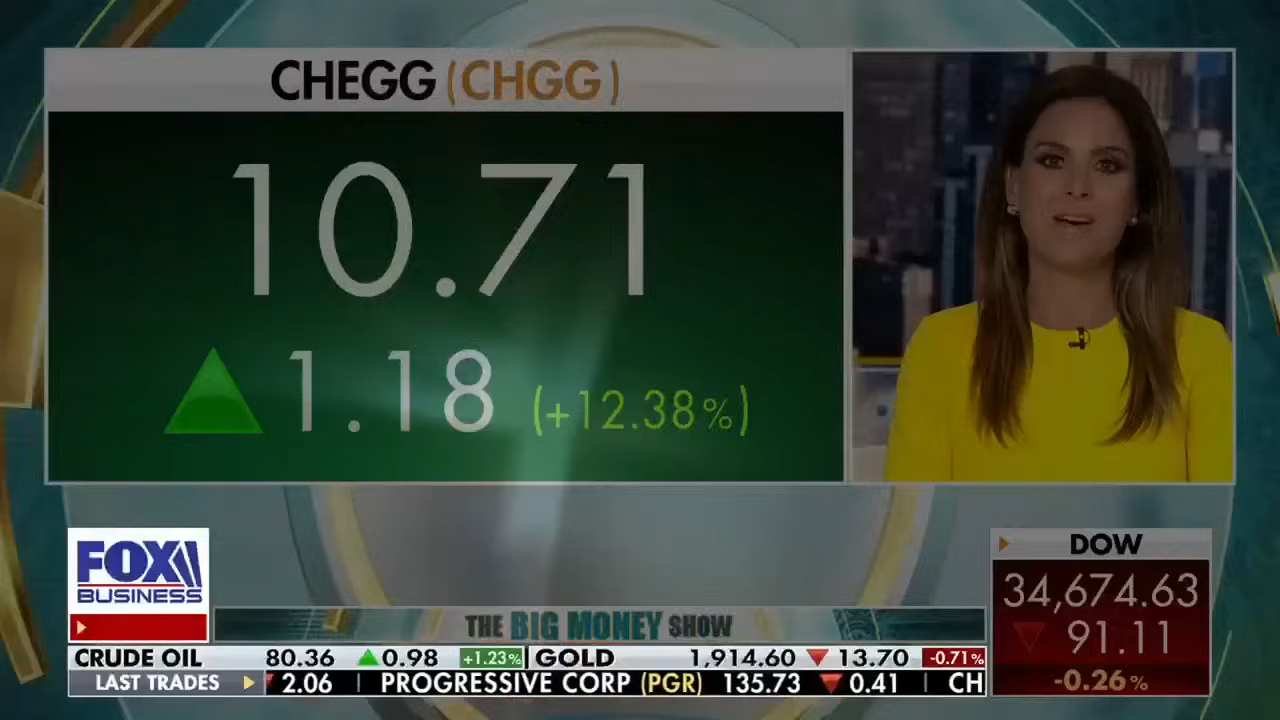 CHEGG (CHGG)
10.71
▲ 1.18 (+12.38%)
FOX
BUSINESS
THE BIG MONEY SHOW
DOW
34,674.63
▼ 91.11
-0.26%
CRUDE OIL 80.36 ▲ 0.98 +1.23% GOLD 1,914.60 ▼ 13.70 -0.71%
LAST TRADES 2.06 | PROGRESSIVE CORP (PGR) 135.73 ▼ 0.41 | CH